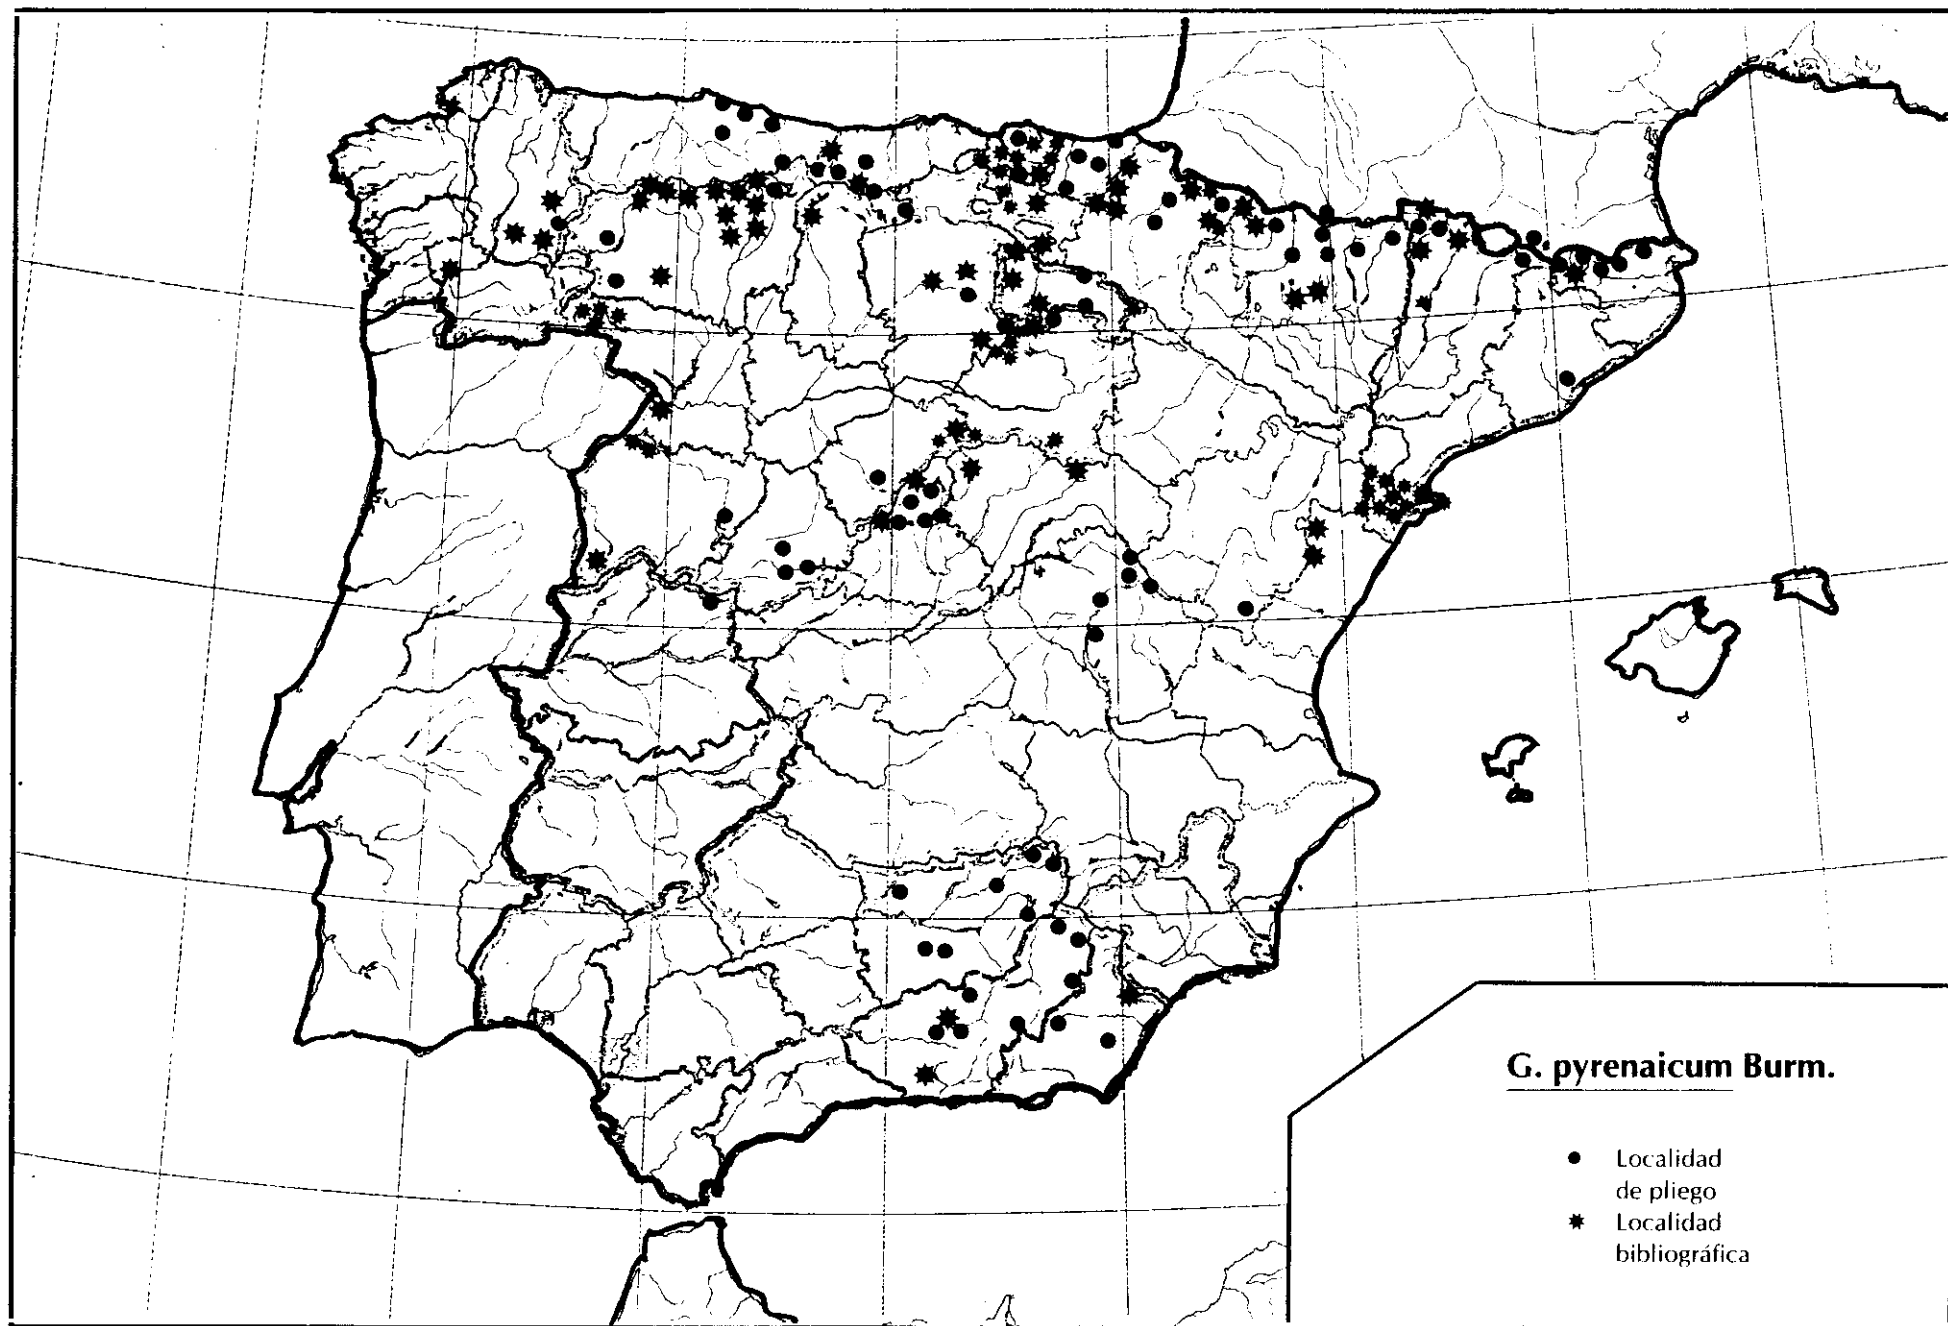 G. pyrenaicum Burm.
● Localidad
de pliego
✷ Localidad
bibliográfica